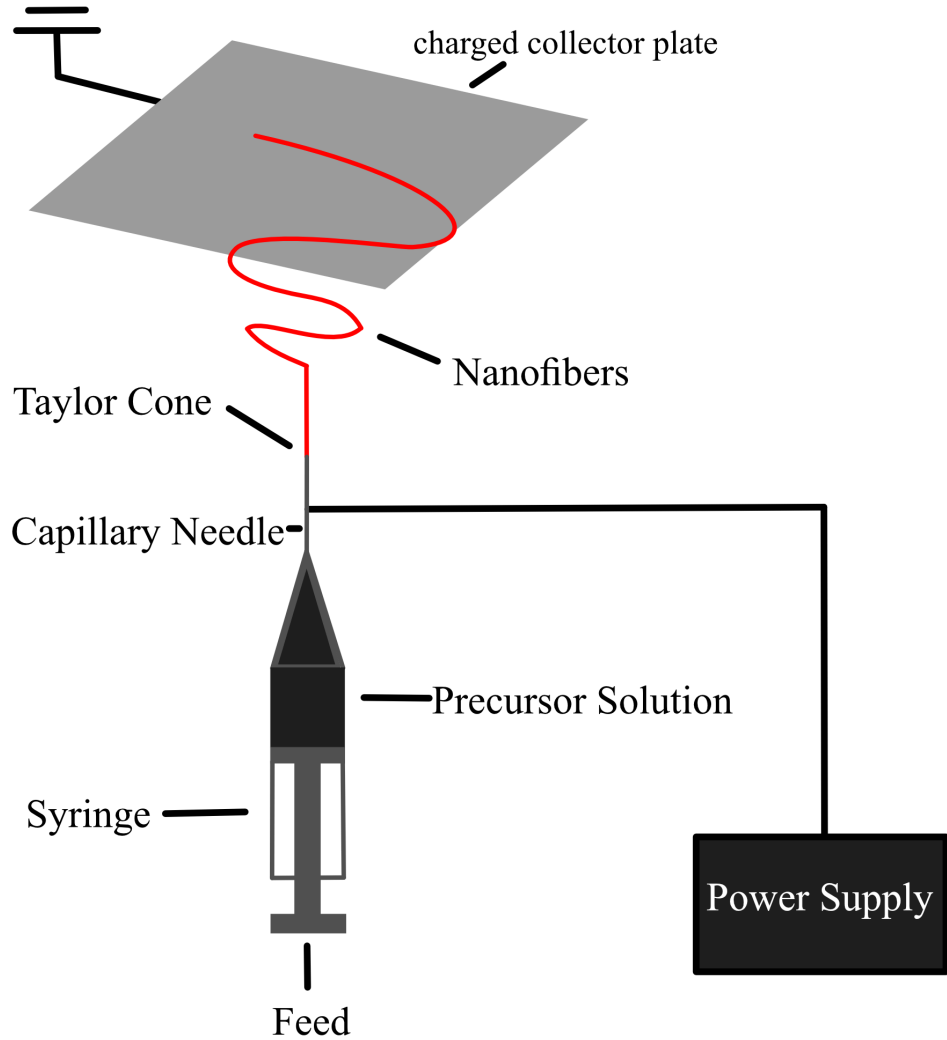 charged collector plate
Nanofibers
Taylor Cone
Capillary Needle
Precursor Solution
Syringe
Power Supply
Feed